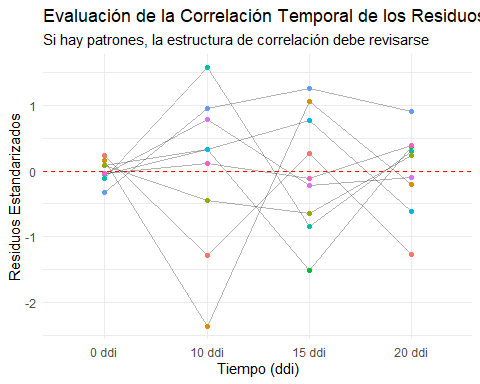 Evaluación de la Correlación Temporal de los Residuos
Si hay patrones, la estructura de correlación debe revisarse
Residuos Estandarizados
1
0
-1
-2
0 ddi
10 ddi
15 ddi
20 ddi
Tiempo (ddi)